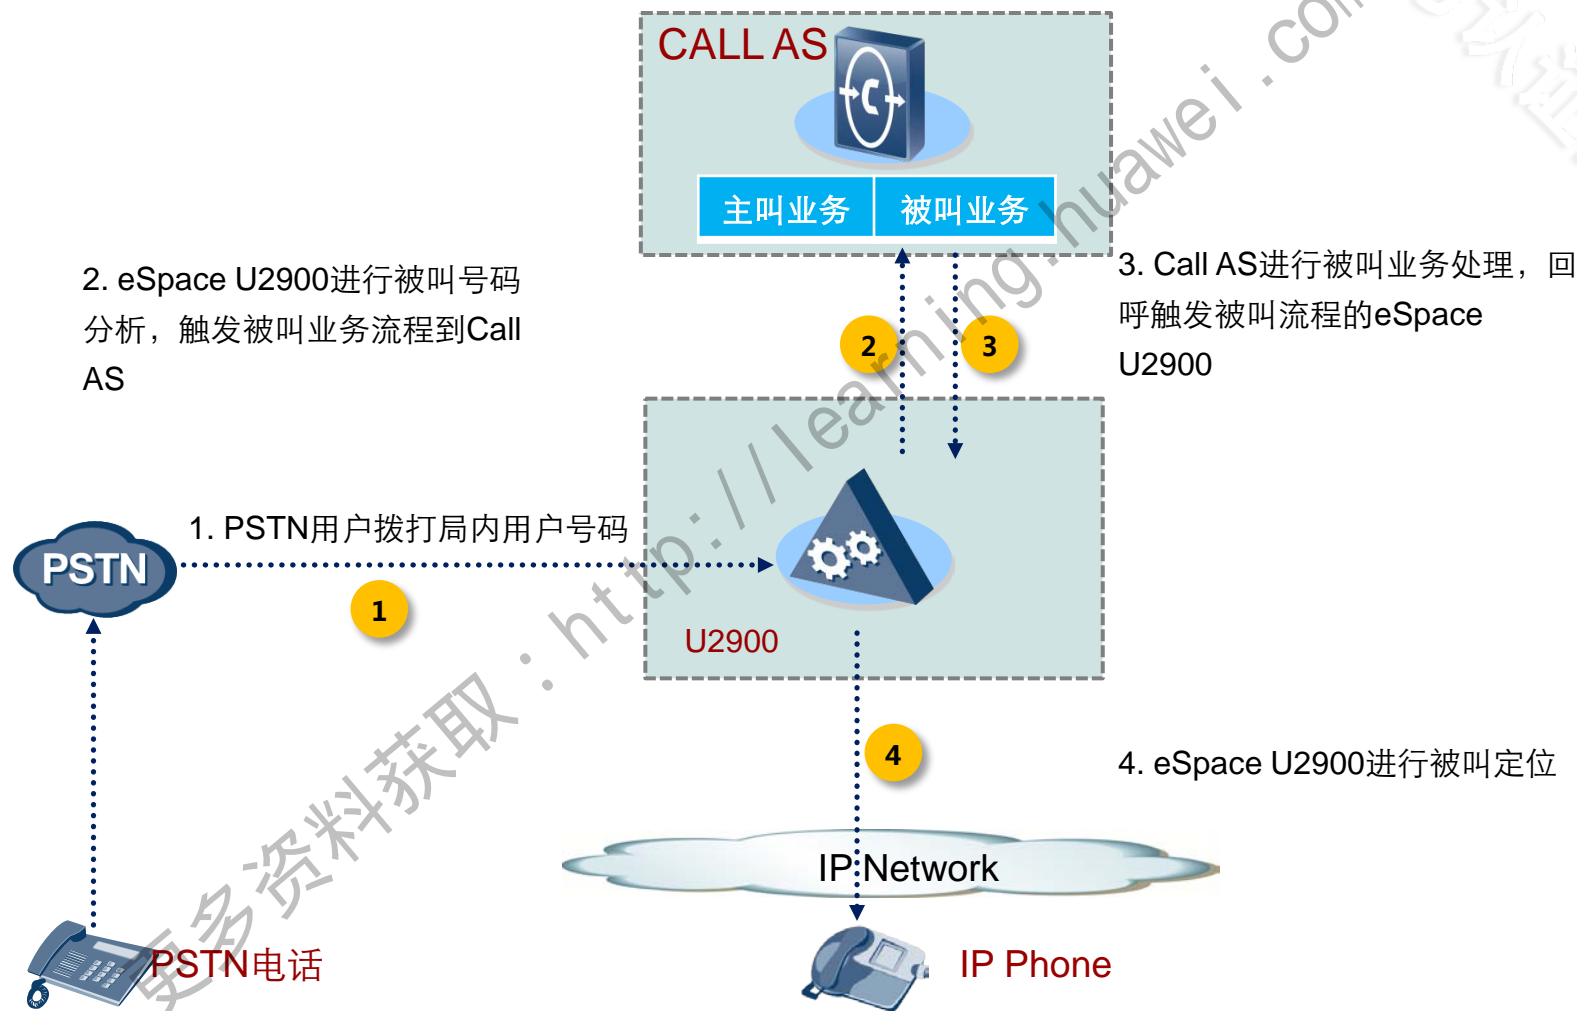 CALL AS
主叫业务
被叫业务
2. eSpace U2900进行被叫号码
分析，触发被叫业务流程到Call
AS
3. Call AS进行被叫业务处理，回
呼触发被叫流程的eSpace
U2900
2
3
1. PSTN用户拨打局内用户号码
PSTN
1
U2900
4
4. eSpace U2900进行被叫定位
IP Network
PSTN电话
IP Phone
更多资料获取：http://learning.huawei.com